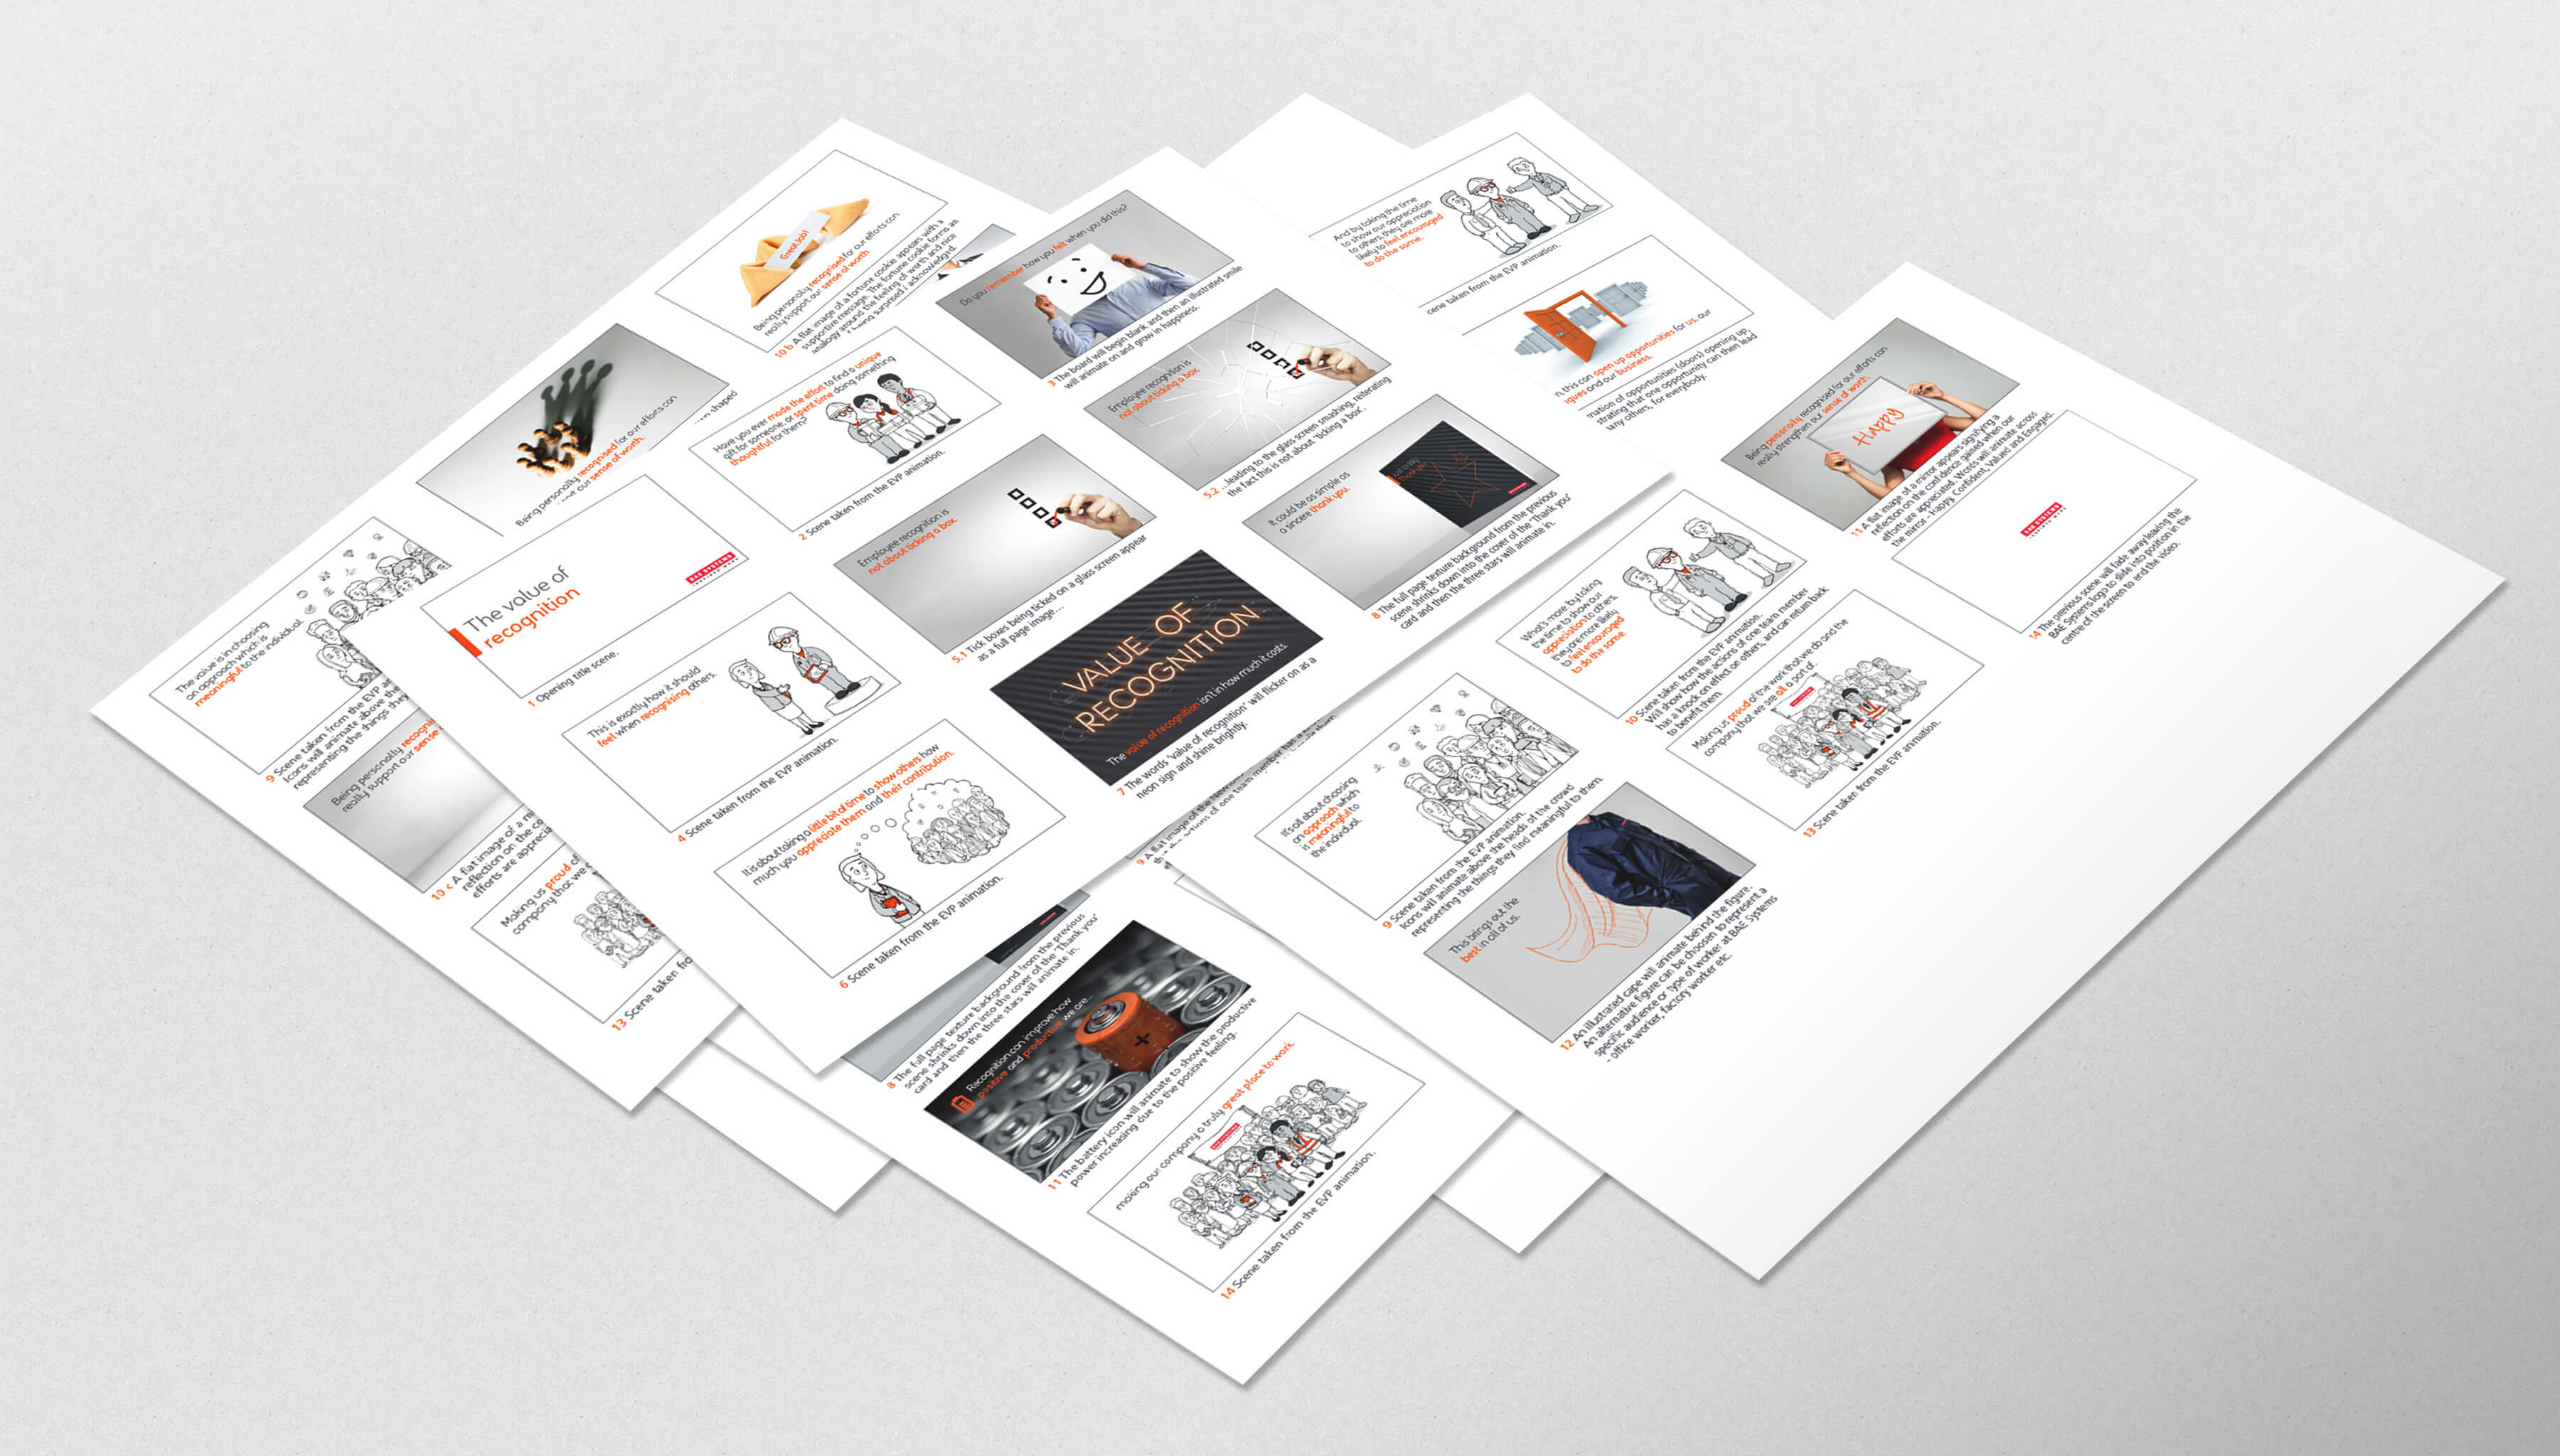 Great Job!
Being personally recognised for our efforts can
really support our sense of worth.
10 b A flat image of a fortune cookie appears with a
supportive message. The fortune cookie forms an
analogy around the feeling of worth and nice
being surprised / acknowledged.
Being personally recognised for our efforts can
our sense of worth.
shaped
The value is in choosing
an approach which is
meaningful to the individual.
9 Scene taken from the EVP
Icons will animate above the
representing the things they
Being personally
really support our sense
10 c A flat image of a
reflection on the
efforts are
Making us proud of
company that we
13 Scene taken
The value of
recognition
BAE SYSTEMS
INSPIRED WORK
1 Opening title scene.
Have you ever made the effort to find a unique
gift for someone, or spent time doing something
thoughtful for them?
2 Scene taken from the EVP animation.
Do you remember how you felt when you did this?
3 The board will begin blank and then an illustrated smile
will animate on and grow in happiness.
This is exactly how it should
feel when recognising others.
4 Scene taken from the EVP animation.
Employee recognition is
not about ticking a box.
5.1 Tick boxes being ticked on a glass screen appear
as a full page image...
Employee recognition is
not about ticking a box.
5.2 ...leading to the glass screen smashing, reiterating
the fact this is not about 'ticking a box'.
It is about taking a little bit of time to show others how
much you appreciate them and their contribution.
6 Scene taken from the EVP animation.
VALUE OF
RECOGNITION
The value of recognition isn't in how much it costs.
7 The words 'value of recognition' will flicker on as a
neon sign and shine brightly.
It could be as simple as
a sincere thank you.
8 The full page texture background from the previous
scene shrinks down into the cover of the 'Thank you'
card and then the three stars will animate in.
And by taking the time
to show our appreciation
to others, they are more
likely to feel encouraged
to do the same.
cene taken from the EVP animation.
this can open up opportunities for us, our
and our business.
mation of opportunities (doors) opening up,
strating that one opportunity can then lead
any others, for everybody.
9 A flat image of the
actions of one team member has a
8 The full page texture background from the previous
scene shrinks down into the cover of the 'Thank you'
card and then the three stars will animate in.
Recognition can improve how
positive and productive we are...
11 The battery icon will animate to show the productive
power increasing due to the positive feeling.
making our company a truly great place to work.
14 Scene taken from the EVP animation.
It's all about choosing
an approach which
is meaningful to
the individual.
9 Scene taken from the EVP animation.
Icons will animate above the heads of the crowd
representing the things they find meaningful to them.
What's more by taking
the time to show our
appreciation to others,
they are more likely
to feel encouraged
to do the same.
10 Scene taken from the EVP animation.
Will show how the actions of one team member
has a knock on effect on others, and can return back
to benefit them.
Being personally recognised for our efforts can
really strengthen our sense of worth.
Happy
11 A flat image of a mirror appears signifying a
reflection on the confidence gained when our
efforts are appreciated. Words will animate across
the mirror - Happy, Confident, Valued and Engaged.
This brings out the
best in all of us.
12 An illustrated cape will animate behind the figure.
An alternative figure can be choosen to represent a
specific audience or type of worker at BAE Systems
- office worker, factory worker etc.
Making us proud of the work that we do and the
company that we are all a part of.
13 Scene taken from the EVP animation.
BAE SYSTEMS
INSPIRED WORK
14 The previous scene will fade away leaving the
BAE Systems logo to slide into position in the
centre of the screen to end the video.